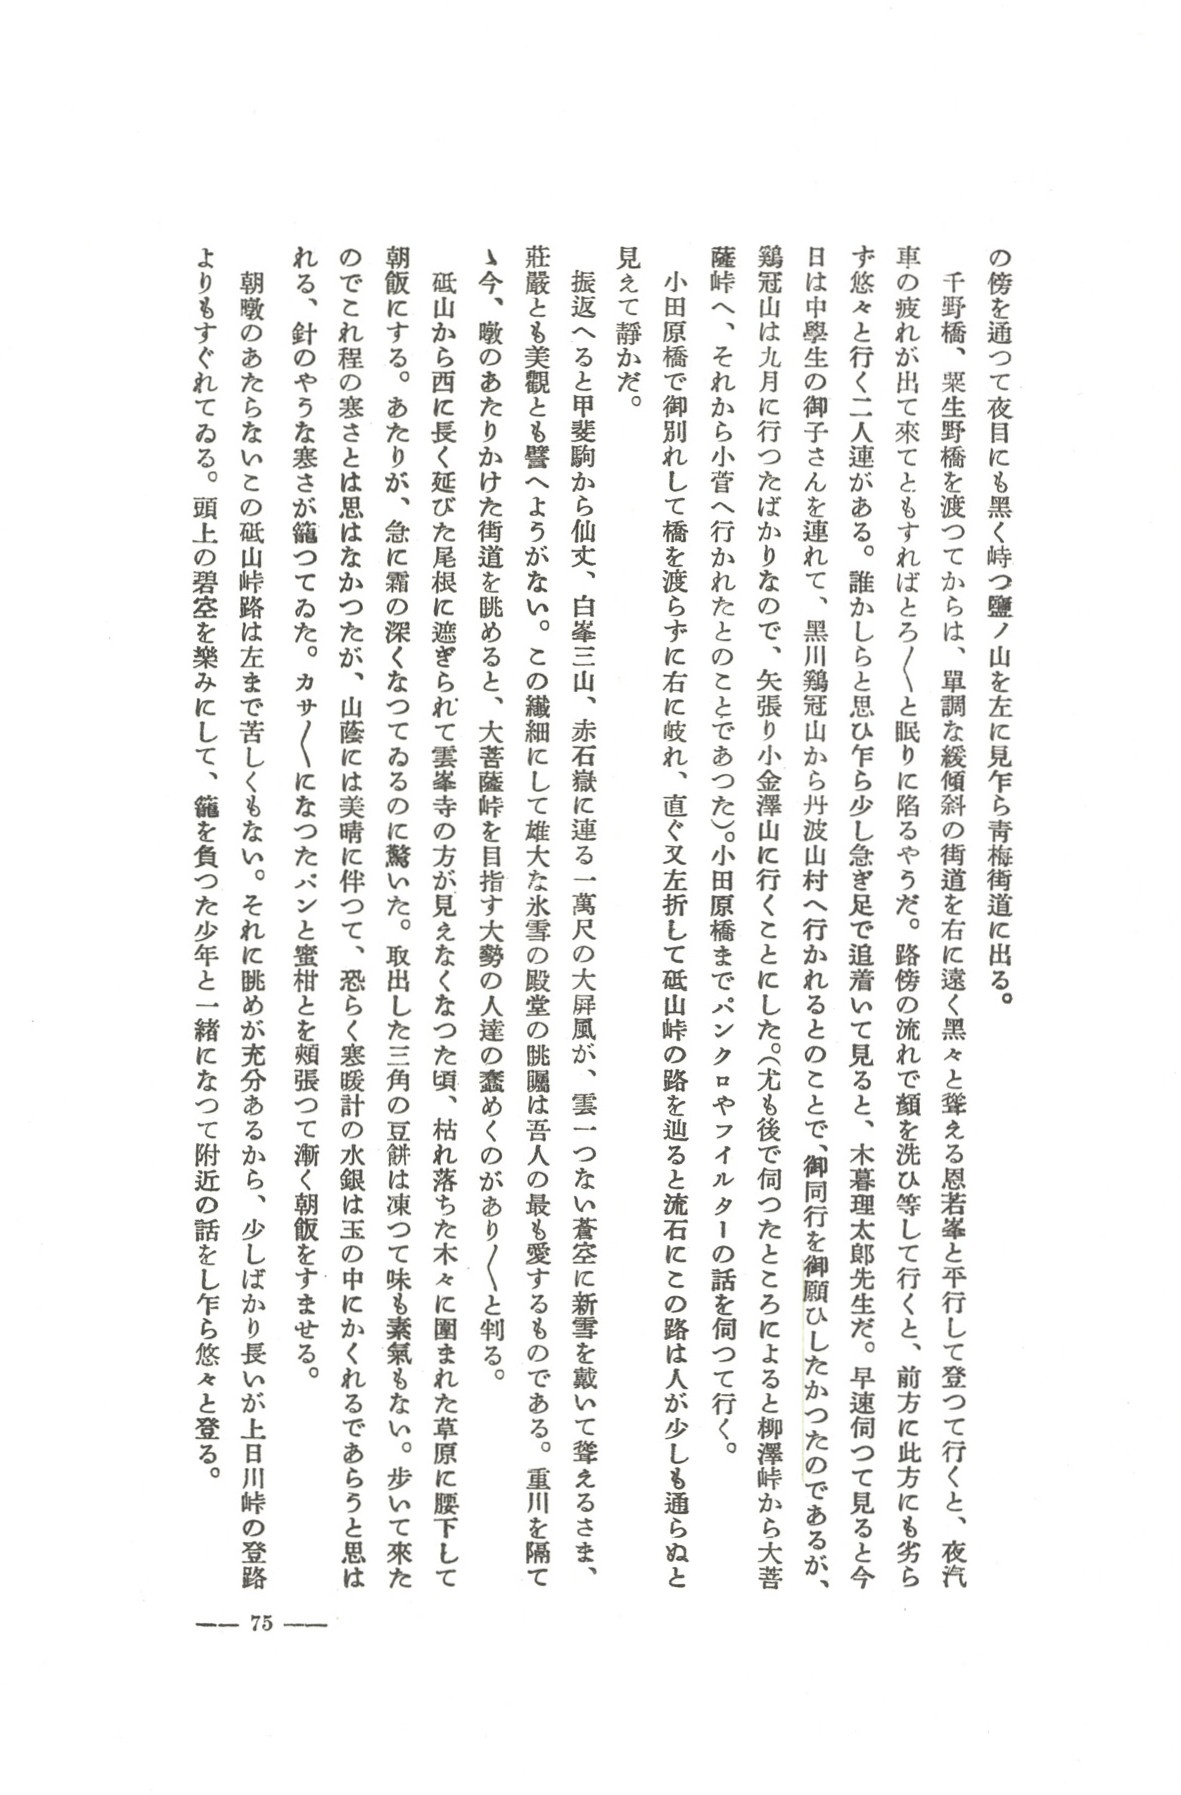 の傍を通つて夜目にも黑く峙つ鹽ノ山を左に見乍ら靑梅街道に出る。
　千野橋、粟生野橋を渡つてからは、單調な緩傾斜の街道を右に遠く黑々と聳える恩若峯と平行して登つて行くと、夜汽
車の疲れが出て來てともすればとろ〱と眠りに陷るやうだ。路傍の流れで顏を洗ひ等して行くと、前方に此方にも劣ら
ず悠々と行く二人連がある。誰かしらと思ひ乍ら少し急ぎ足で追着いて見ると、木暮理太郎先生だ。早速伺つて見ると今
日は中學生の御子さんを連れて、黑川鷄冠山から丹波山村へ行かれるとのことで、御同行を御願ひしたかつたのであるが、
鷄冠山は九月に行つたばかりなので、矢張り小金澤山に行くことにした。（尤も後で伺つたところによると柳澤峠から大菩
薩峠へ、それから小菅へ行かれたとのことであつた）。小田原橋までパンクロやフイルターの話を伺つて行く。
　小田原橋で御別れして橋を渡らずに右に岐れ、直ぐ又左折して砥山峠の路を辿ると流石にこの路は人が少しも通らぬと
見えて靜かだ。
　振返へると甲斐駒から仙丈、白峯三山、赤石嶽に連る一萬尺の大屛風が、雲一つない蒼空に新雪を戴いて聳えるさま、
莊嚴とも美觀とも譬へようがない。この纎細にして雄大な氷雪の殿堂の眺矚は吾人の最も愛するものである。重川を隔て
ゝ今、暾のあたりかけた街道を眺めると、大菩薩峠を目指す大勢の人達の蠢めくのがあり〱と判る。
　砥山から西に長く延びた尾根に遮ぎられて雲峯寺の方が見えなくなつた頃、枯れ落ちた木々に圍まれた草原に腰下して
朝飯にする。あたりが、急に霜の深くなつてゐるのに驚いた。取出した三角の豆餠は凍つて味も素氣もない。步いて來た
のでこれ程の寒さとは思はなかつたが、山蔭には美晴に伴つて、恐らく寒暖計の水銀は玉の中にかくれるであらうと思は
れる、針のやうな寒さが籠つてゐた。カサ〱になつたパンと蜜柑とを頰張つて漸く朝飯をすませる。
　朝暾のあたらないこの砥山峠路は左まで苦しくもない。それに眺めが充分あるから、少しばかり長いが上日川峠の登路
よりもすぐれてゐる。頭上の碧空を樂みにして、籠を負つた少年と一緖になつて附近の話をし乍ら悠々と登る。
— 75 —